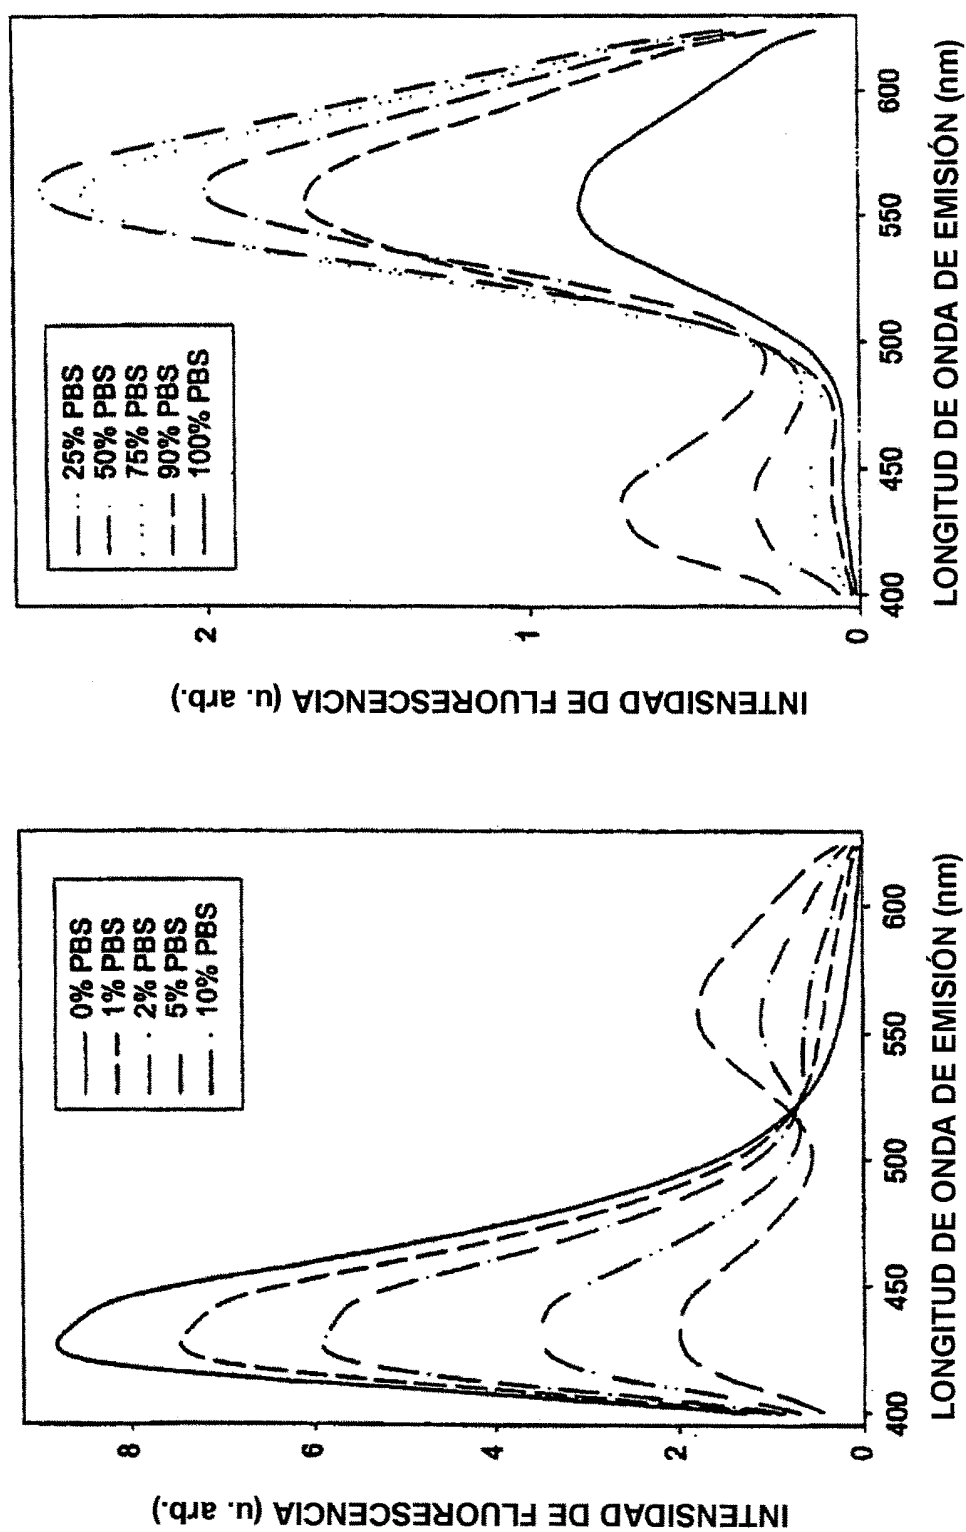 INTENSIDAD DE FLUORESCENCIA (u. arb.)
8
6
4
2
0
0% PBS
1% PBS
2% PBS
5% PBS
10% PBS
400
450
500
550
600
LONGITUD DE ONDA DE EMISIÓN (nm)
INTENSIDAD DE FLUORESCENCIA (u. arb.)
2
1
0
25% PBS
50% PBS
75% PBS
90% PBS
100% PBS
400
450
500
550
600
LONGITUD DE ONDA DE EMISIÓN (nm)